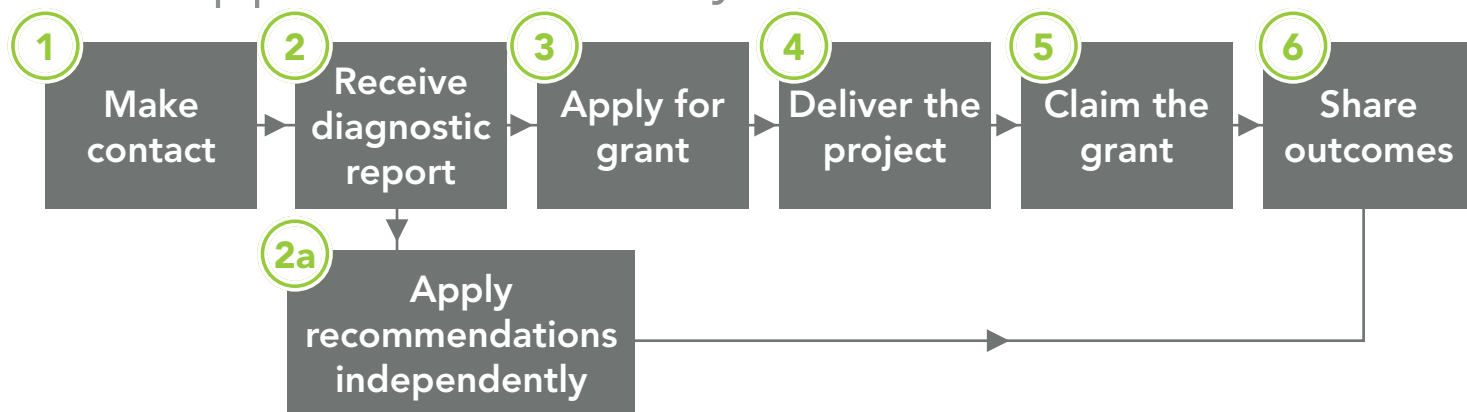 1
Make
contact
2
Receive
diagnostic
report
3
Apply for
grant
4
Deliver the
project
5
Claim the
grant
6
Share
outcomes
2a
Apply
recommendations
independently